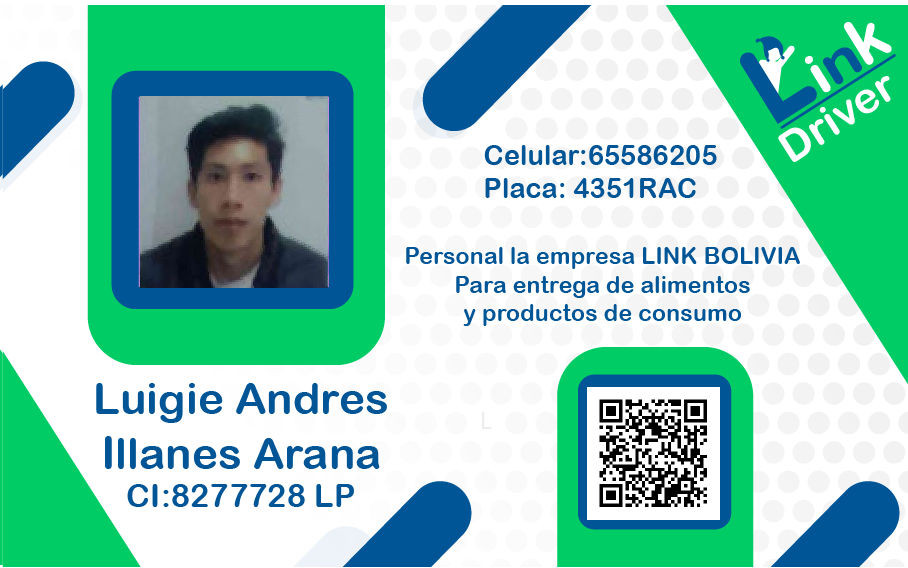 Link
Driver
Celular:65586205
Placa: 4351RAC
Personal la empresa LINK BOLIVIA
Para entrega de alimentos
y productos de consumo
L
Luigie Andres
Illanes Arana
CI:8277728 LP